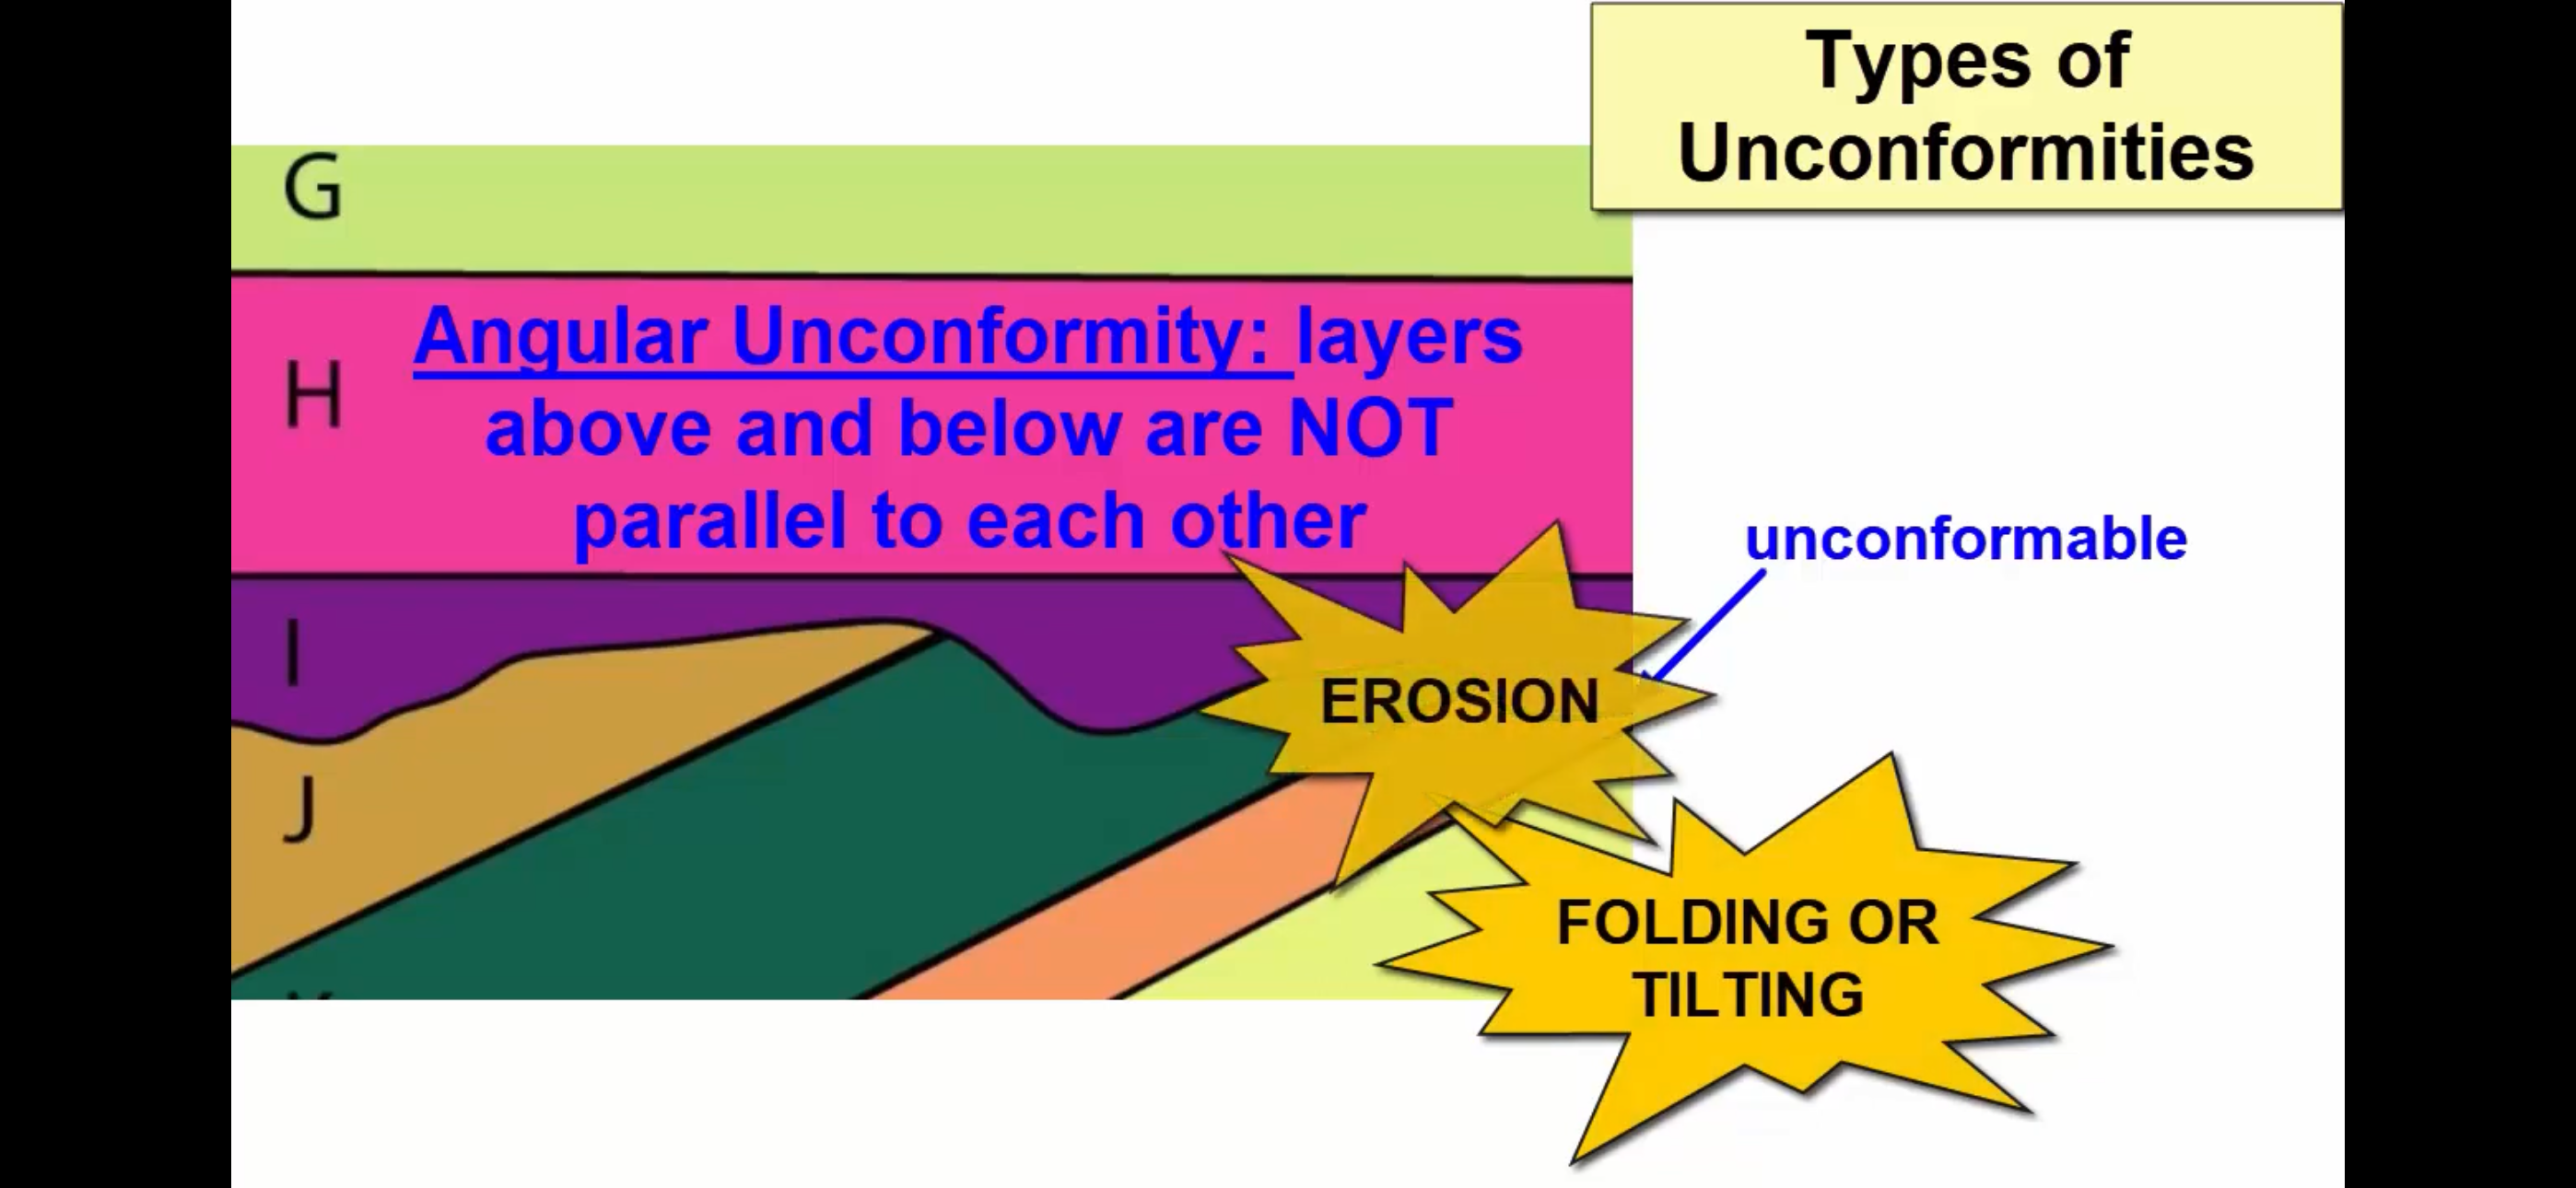 Types of
Unconformities
G
H
Angular Unconformity: layers
above and below are NOT
parallel to each other
unconformable
I
EROSION
J
FOLDING OR
TILTING